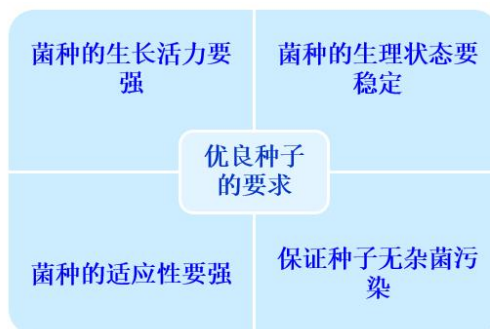 菌种的生长活力要
强
菌种的生理状态要
稳定
优良种子
的要求
菌种的适应性要强
保证种子无杂菌污
染